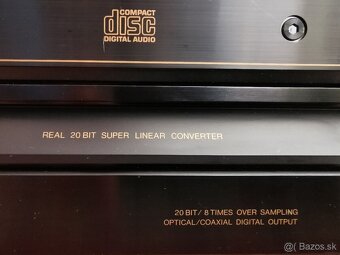 COMPACT
disc
DIGITAL AUDIO
REAL 20 BIT SUPER LINEAR CONVERTER
20 BIT/ 8 TIMES OVER SAMPLING
OPTICAL/COAXIAL DIGITAL OUTPUT
@ Bazos.sk